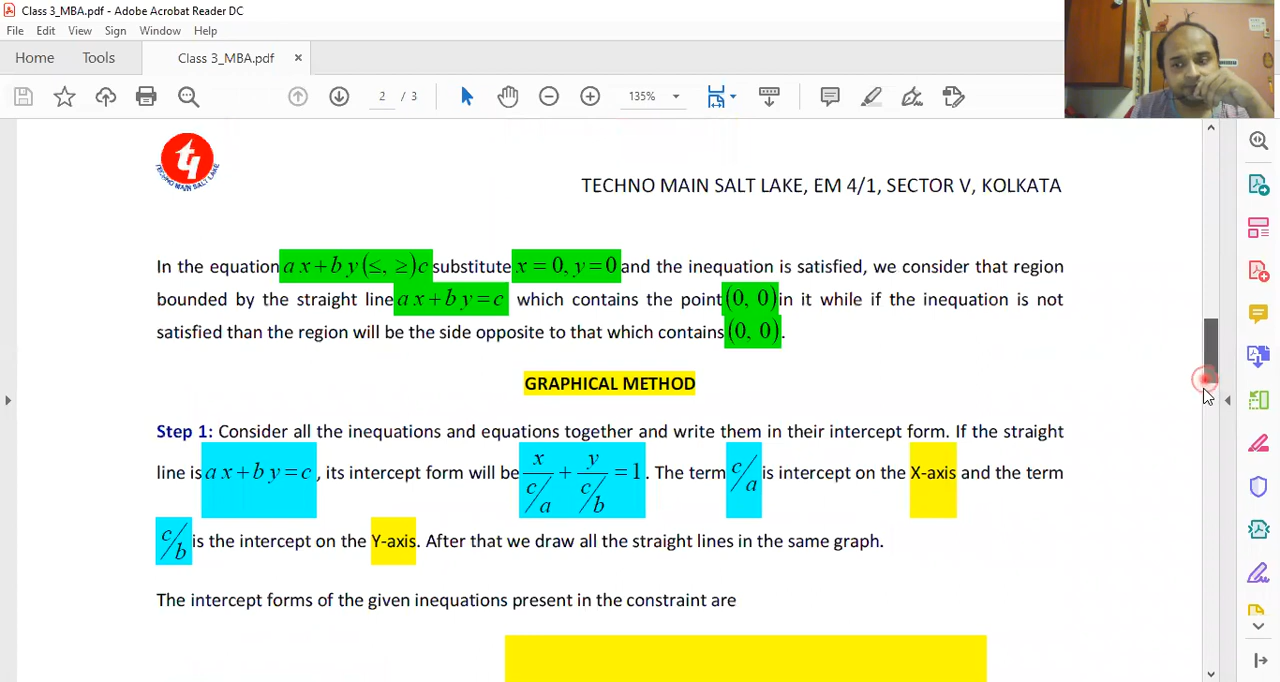 Class 3_MBA.pdf - Adobe Acrobat Reader DC
File Edit View Sign Window Help
Home Tools Class 3_MBA.pdf ×
2 / 3 135%
TECHNO MAIN SALT LAKE
TECHNO MAIN SALT LAKE, EM 4/1, SECTOR V, KOLKATA
In the equation a x + b y (≤, ≥) c substitute x = 0, y = 0 and the inequation is satisfied, we consider that region
bounded by the straight line a x + b y = c which contains the point (0, 0) in it while if the inequation is not
satisfied than the region will be the side opposite to that which contains (0, 0).
GRAPHICAL METHOD
Step 1: Consider all the inequations and equations together and write them in their intercept form. If the straight
line is a x + b y = c, its intercept form will be x/(c/a) + y/(c/b) = 1. The term c/a is intercept on the X-axis and the term
c/b is the intercept on the Y-axis. After that we draw all the straight lines in the same graph.
The intercept forms of the given inequations present in the constraint are